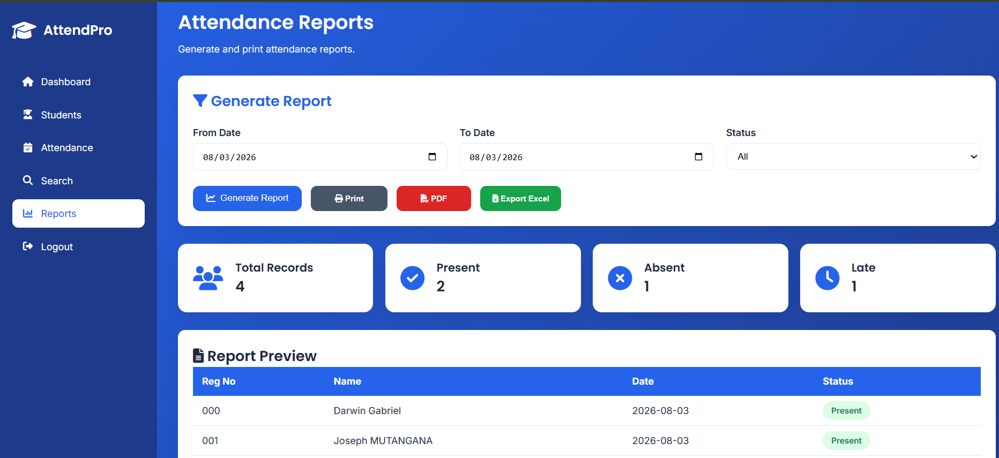 AttendPro
Dashboard
Students
Attendance
Search
Reports
Logout
Attendance Reports
Generate and print attendance reports.
Generate Report
From Date To Date Status
08/03/2026 08/03/2026 All
Generate Report Print PDF Export Excel
Total Records Present Absent Late
4 2 1 1
Report Preview
Reg No Name Date Status
000 Darwin Gabriel 2026-08-03 Present
001 Joseph MUTANGANA 2026-08-03 Present